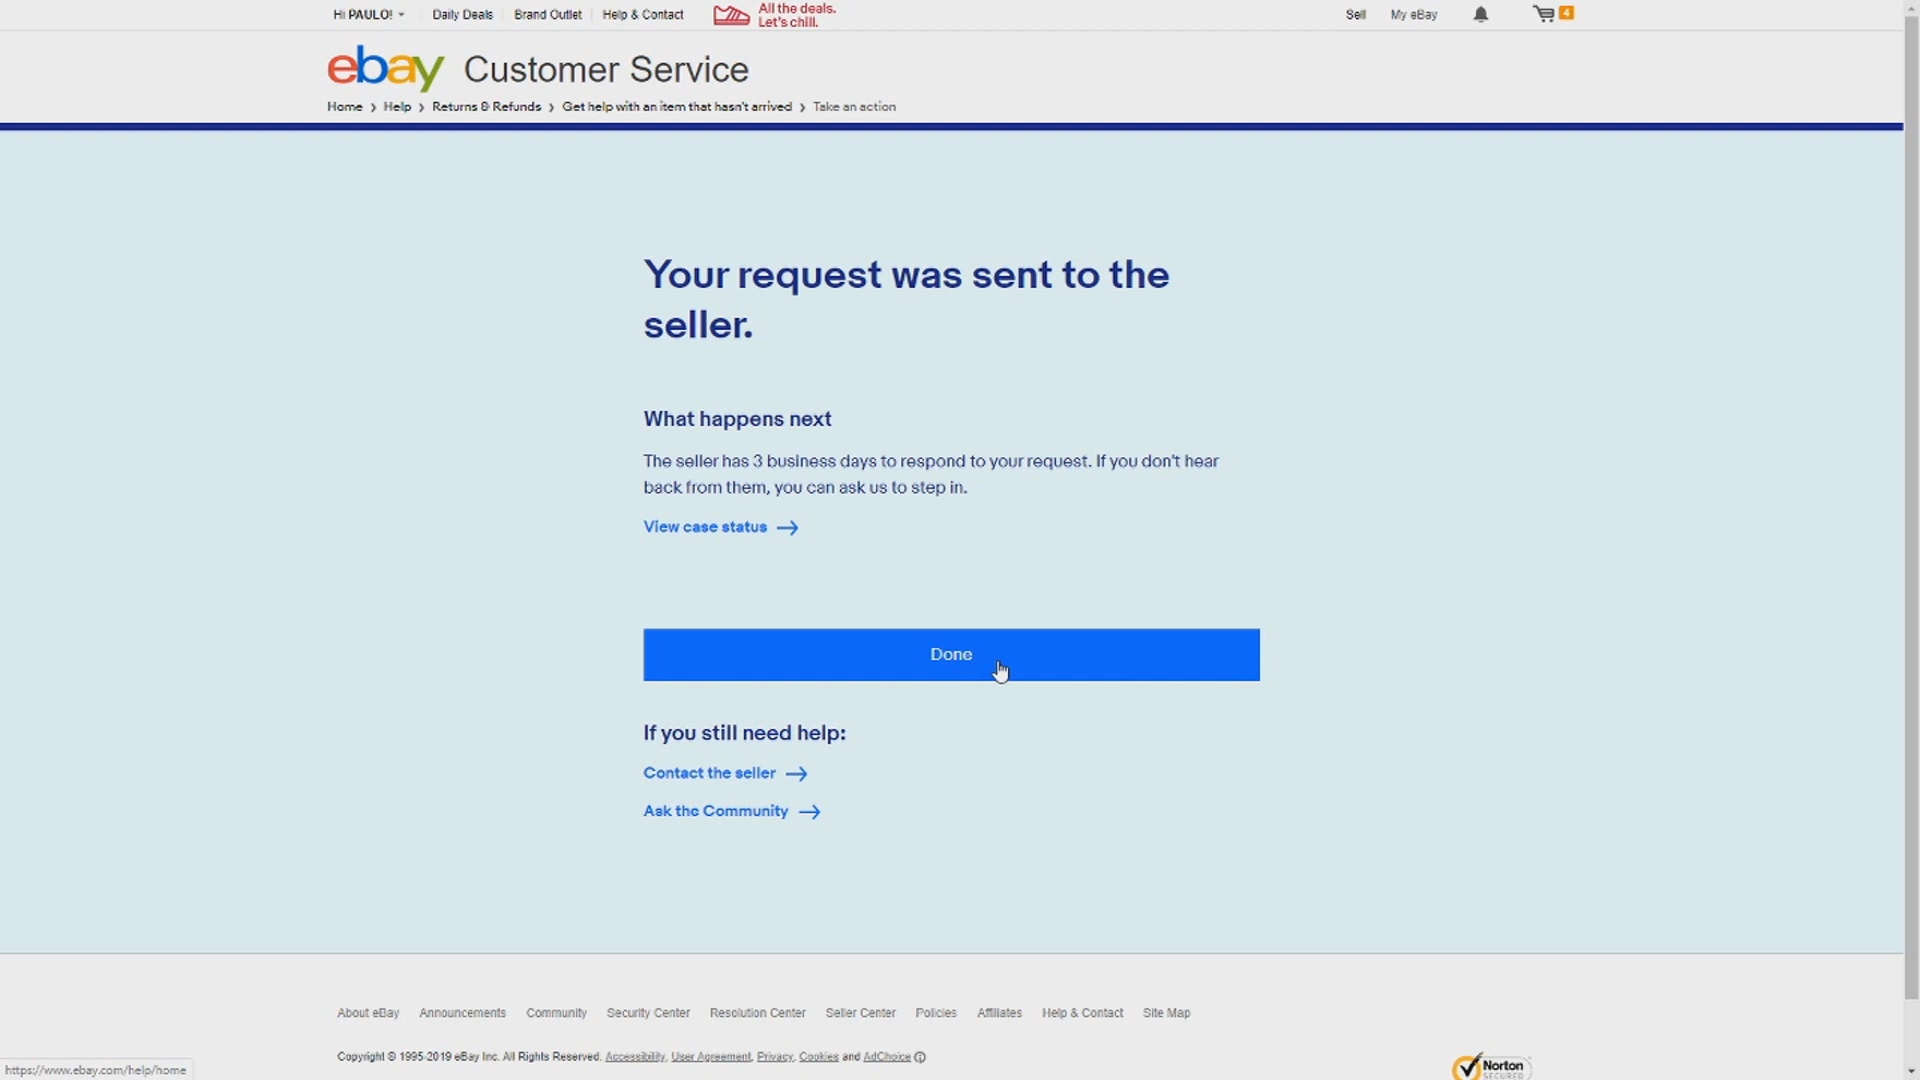 Hi PAULO! Daily Deals Brand Outlet Help & Contact All the deals. Let's chill. Sell My eBay 4
ebay Customer Service
Home > Help > Returns & Refunds > Get help with an item that hasn't arrived > Take an action
Your request was sent to the
seller.
What happens next
The seller has 3 business days to respond to your request. If you don't hear
back from them, you can ask us to step in.
View case status →
Done
If you still need help:
Contact the seller →
Ask the Community →
About eBay Announcements Community Security Center Resolution Center Seller Center Policies Affiliates Help & Contact Site Map
Copyright © 1995-2019 eBay Inc. All Rights Reserved. Accessibility, User Agreement, Privacy, Cookies and AdChoice
Norton
SECURED
https://www.ebay.com/help/home